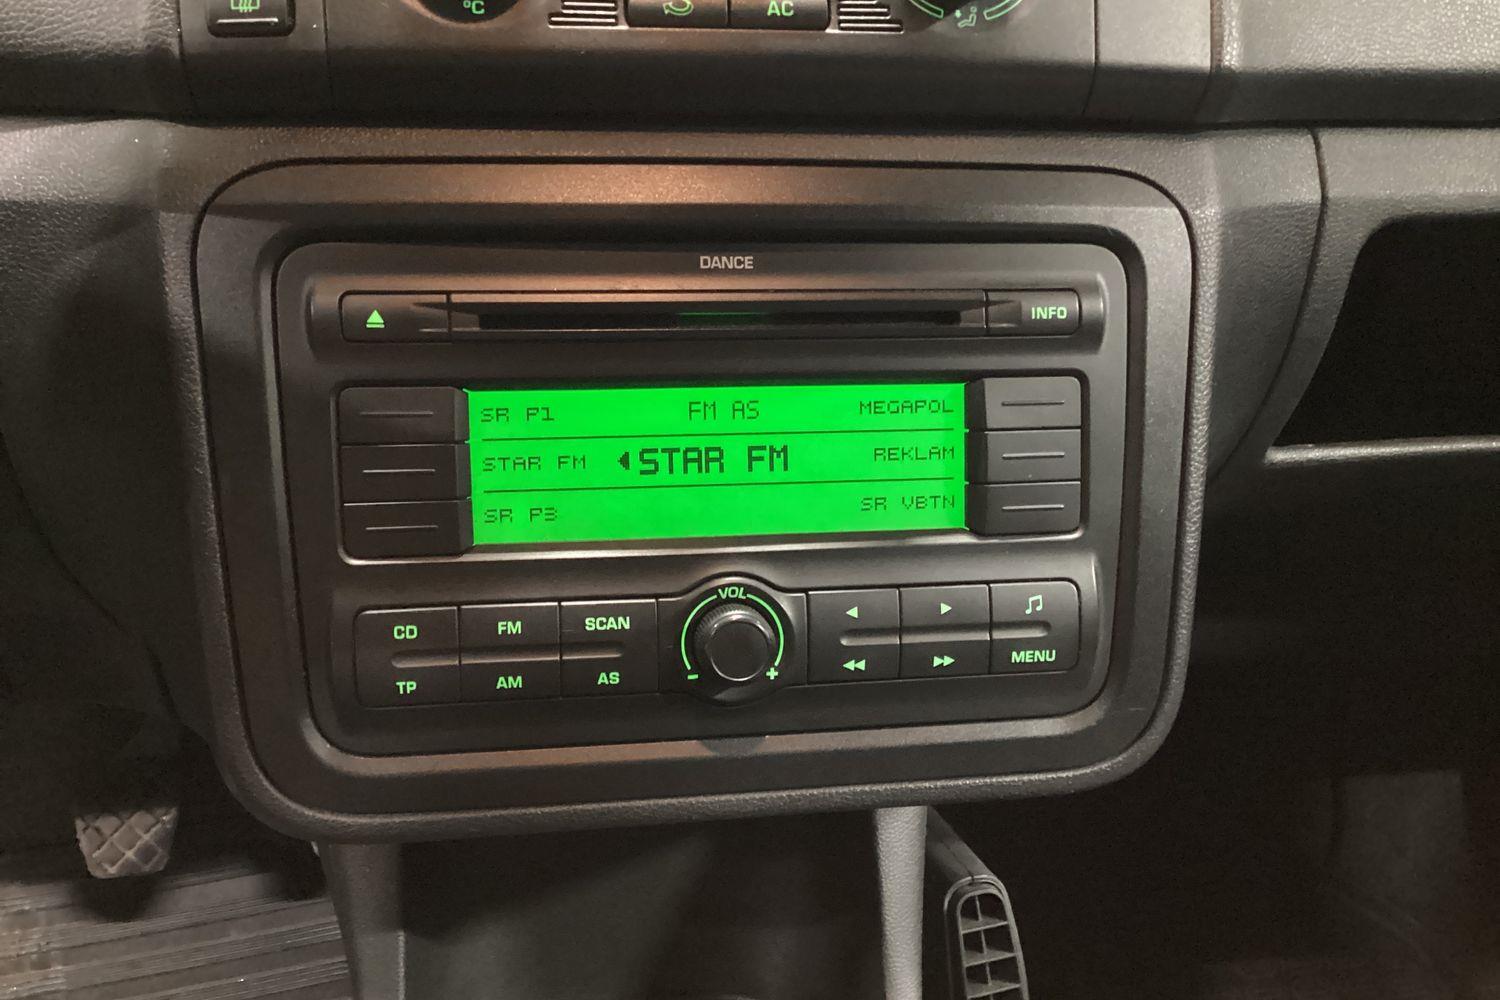 °C
AC
DANCE
INFO
SR P1 FM AS MEGAPOL
STAR FM STAR FM REKLAM
SR P3 SR VBTN
VOL
- +
CD FM SCAN
TP AM AS
MENU